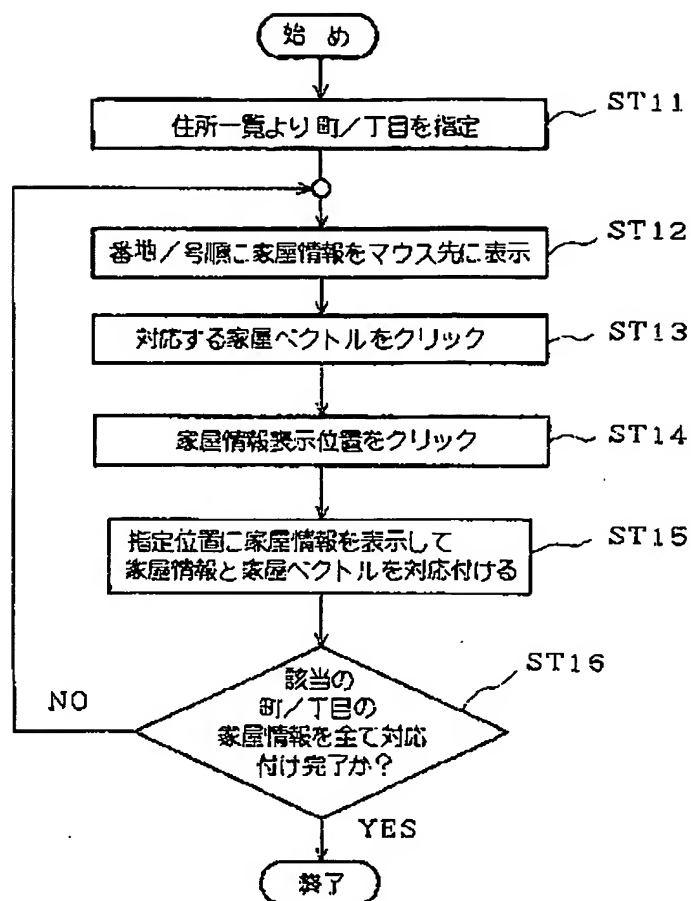 始 め
住所一覧より町／丁目を指定
ST11
番地／号順に家屋情報をマウス先に表示
ST12
対応する家屋ベクトルをクリック
ST13
家屋情報表示位置をクリック
ST14
指定位置に家屋情報を表示して
家屋情報と家屋ベクトルを対応付ける
ST15
該当の
町／丁目の
家屋情報を全て対応
付け完了か？
ST16
NO
YES
終了